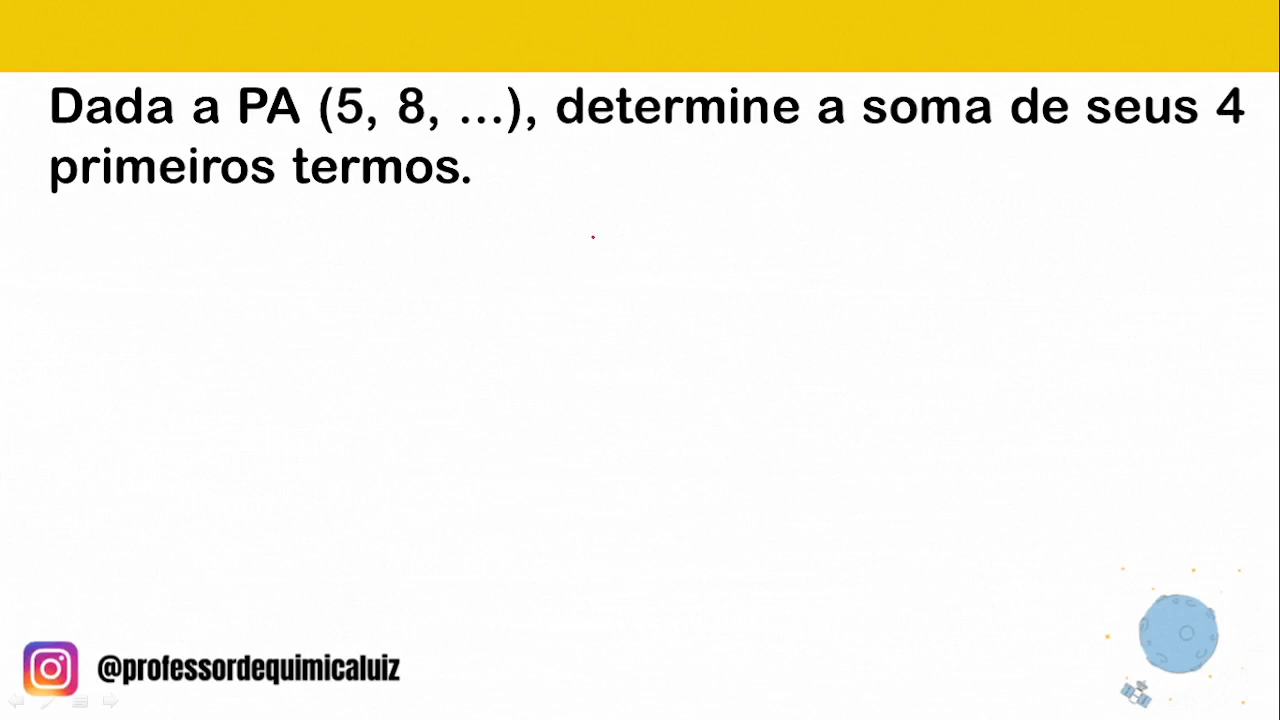 Dada a PA (5, 8, ...), determine a soma de seus 4
primeiros termos.
@professordequimicaluiz